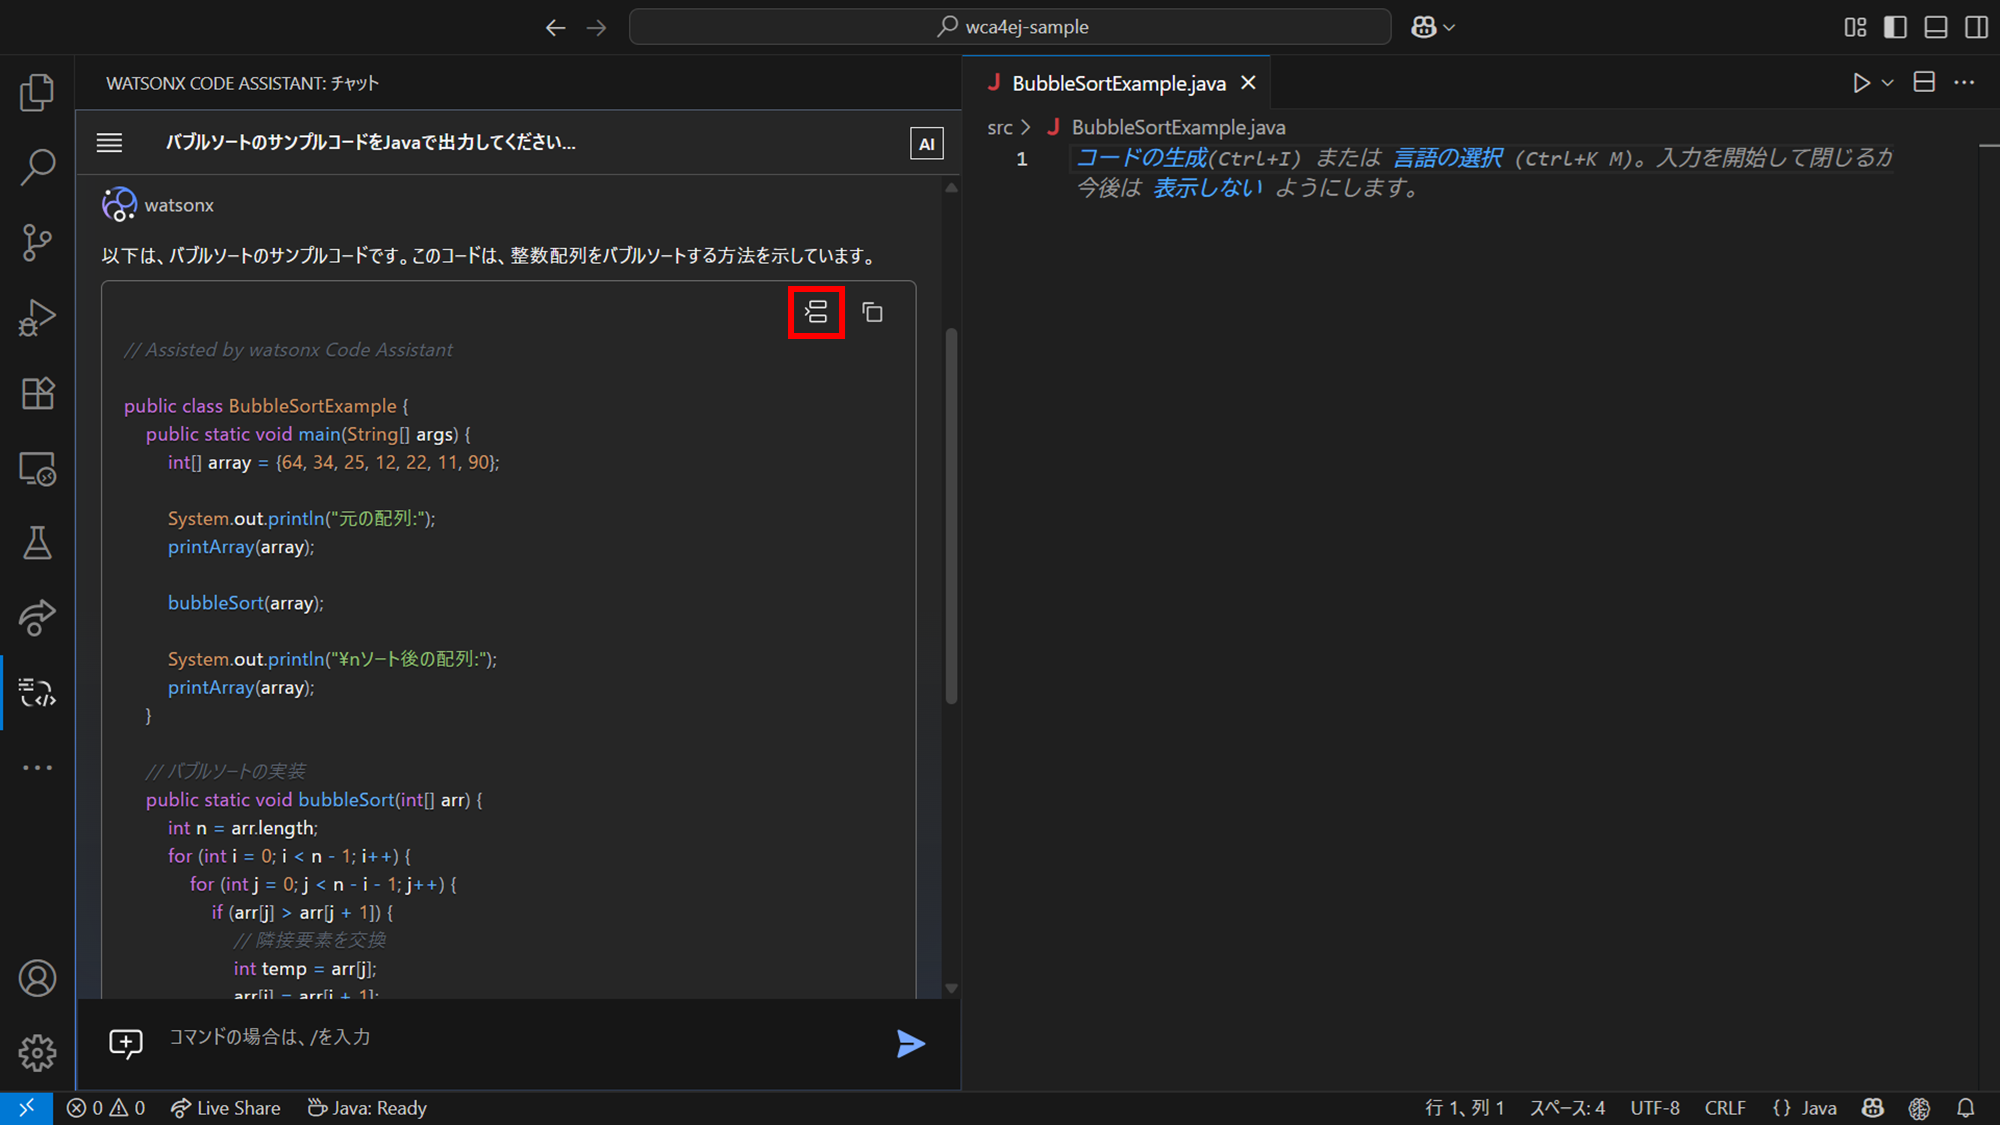 wca4ej-sample
WATSONX CODE ASSISTANT: チャット
バブルソートのサンプルコードをJavaで出力してください...
AI
watsonx
以下は、バブルソートのサンプルコードです。このコードは、整数配列をバブルソートする方法を示しています。
// Assisted by watsonx Code Assistant
public class BubbleSortExample {
public static void main(String[] args) {
int[] array = {64, 34, 25, 12, 22, 11, 90};
System.out.println("元の配列:");
printArray(array);
bubbleSort(array);
System.out.println("¥nソート後の配列:");
printArray(array);
}
// バブルソートの実装
public static void bubbleSort(int[] arr) {
int n = arr.length;
for (int i = 0; i < n - 1; i++) {
for (int j = 0; j < n - i - 1; j++) {
if (arr[j] > arr[j + 1]) {
// 隣接要素を交換
int temp = arr[j];
arr[j] = arr[j + 1];
コマンドの場合は、/を入力
J BubbleSortExample.java
src > J BubbleSortExample.java
1 コードの生成(Ctrl+I) または 言語の選択 (Ctrl+K M)。入力を開始して閉じるか
今後は 表示しない ようにします。
0 0 Live Share Java: Ready
行 1、列 1 スペース: 4 UTF-8 CRLF {} Java